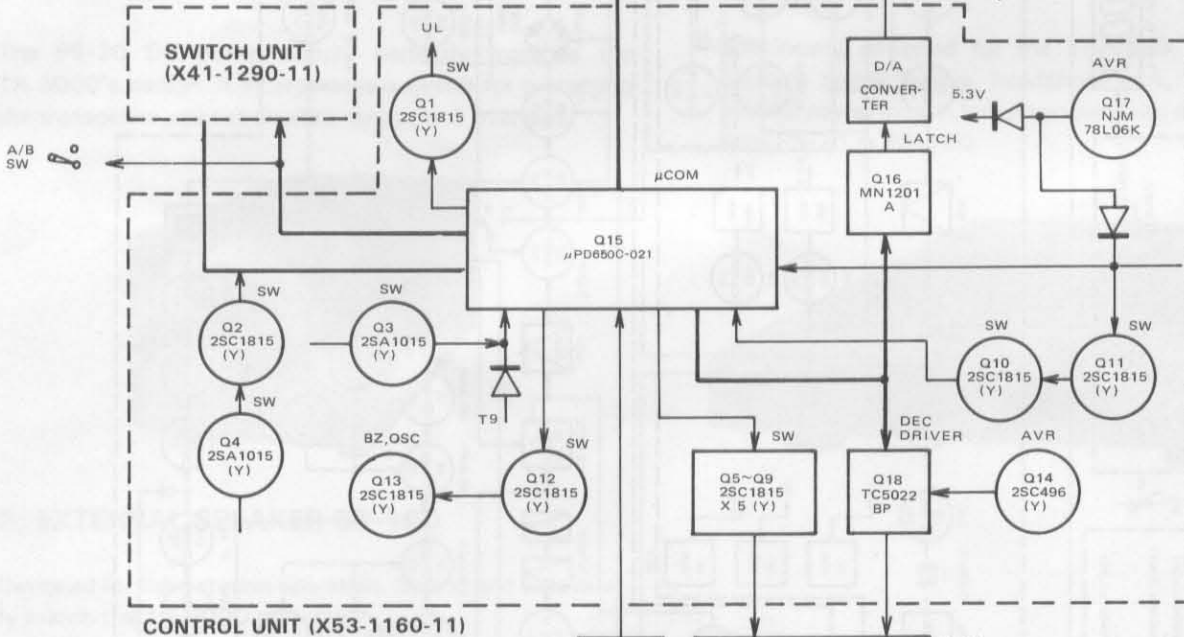 SWITCH UNIT
(X41-1290-11)
UL
SW
Q1
2SC1815
(Y)
A/B
SW
D/A
CONVER-
TER
5.3V
AVR
Q17
NJM
78L06K
LATCH
Q16
MN1201
A
μCOM
Q15
μPD650C-021
SW
Q2
2SC1815
(Y)
SW
Q3
2SA1015
(Y)
SW
Q10
2SC1815
(Y)
SW
Q11
2SC1815
(Y)
SW
Q4
2SA1015
(Y)
T9
BZ,OSC
Q13
2SC1815
(Y)
SW
Q12
2SC1815
(Y)
SW
Q5~Q9
2SC1815
X 5 (Y)
DEC
DRIVER
Q18
TC5022
BP
AVR
Q14
2SC496
(Y)
CONTROL UNIT (X53-1160-11)